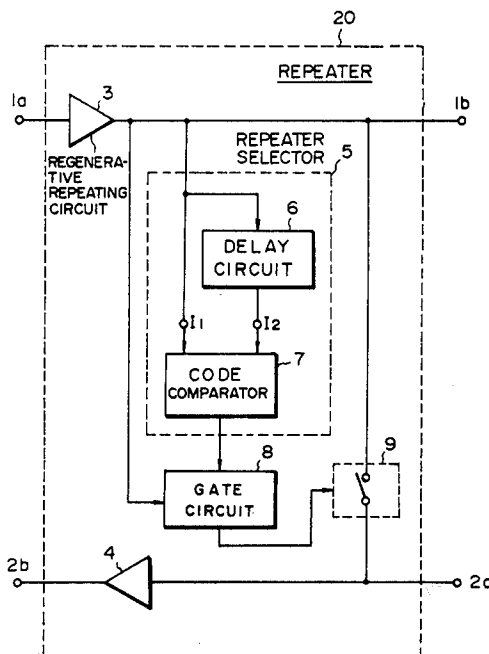 20
REPEATER
1a
3
1b
REGENERA-
TIVE
REPEATING
CIRCUIT
REPEATER
SELECTOR
5
6
DELAY
CIRCUIT
I1
I2
7
CODE
COMPARATOR
8
GATE
CIRCUIT
9
2b
4
2a